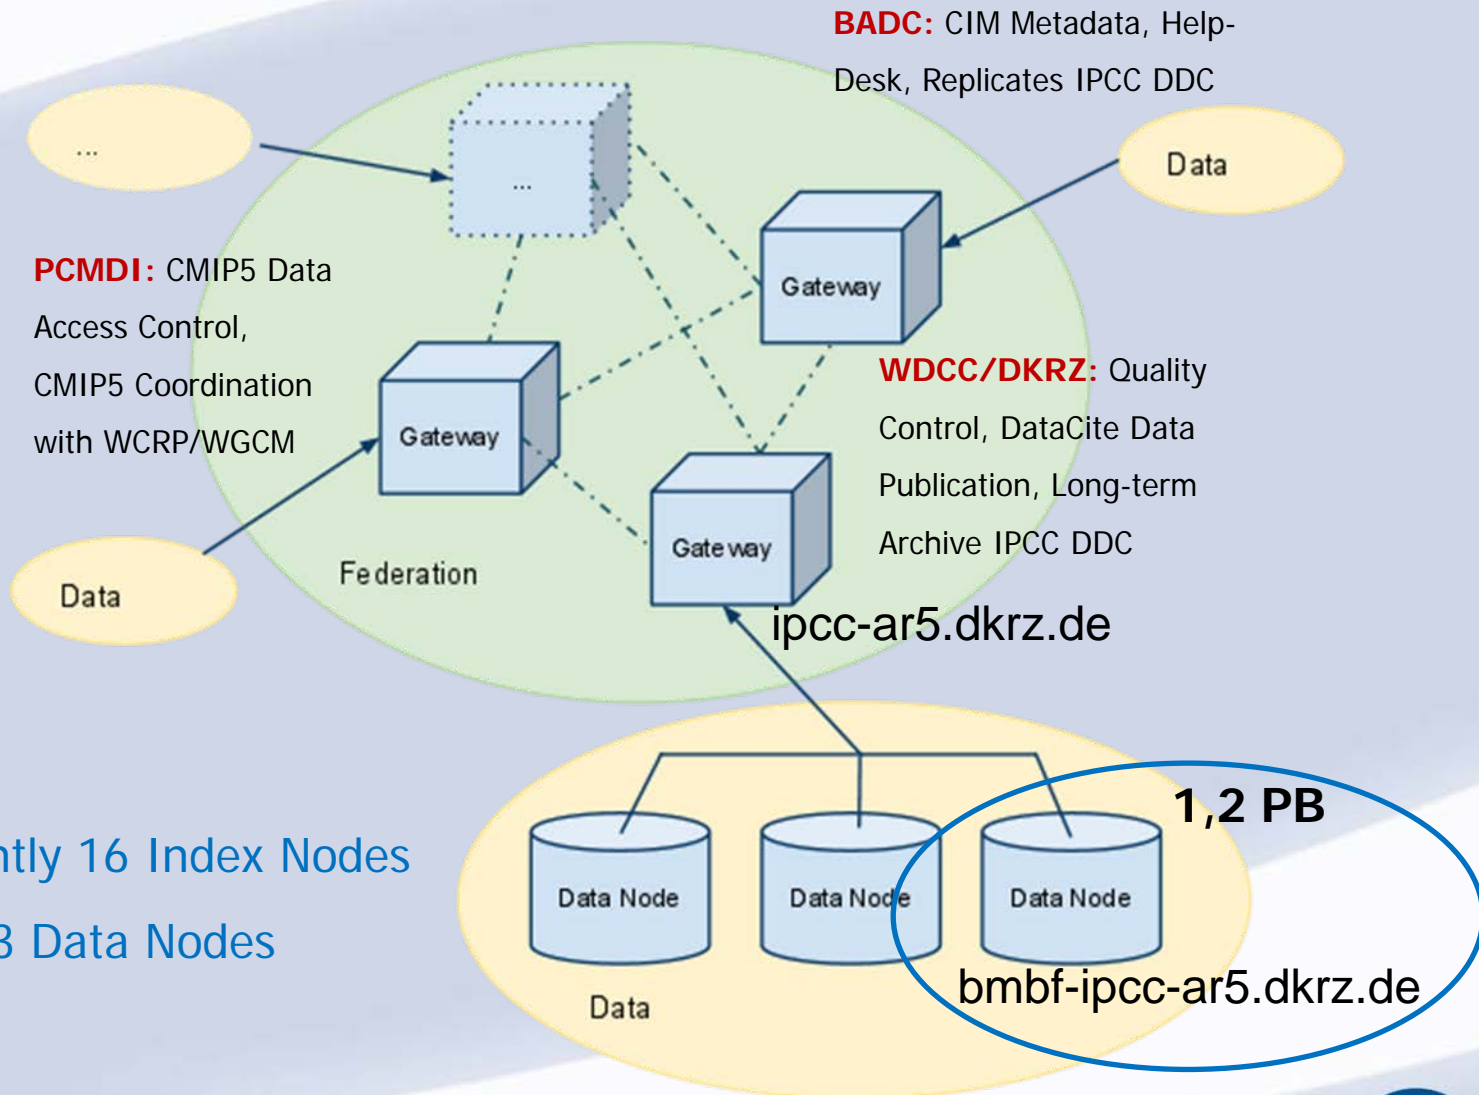 BADC: CIM Metadata, Help-
Desk, Replicates IPCC DDC
...
Data
...
PCMDI: CMIP5 Data
Access Control,
CMIP5 Coordination
with WCRP/WGCM
Gateway
WDCC/DKRZ: Quality
Control, DataCite Data
Publication, Long-term
Archive IPCC DDC
Gateway
Gateway
Federation
Data
ipcc-ar5.dkrz.de
1,2 PB
16 Index Nodes
Data Nodes
Data Node
Data Node
Data Node
bmbf-ipcc-ar5.dkrz.de
Data